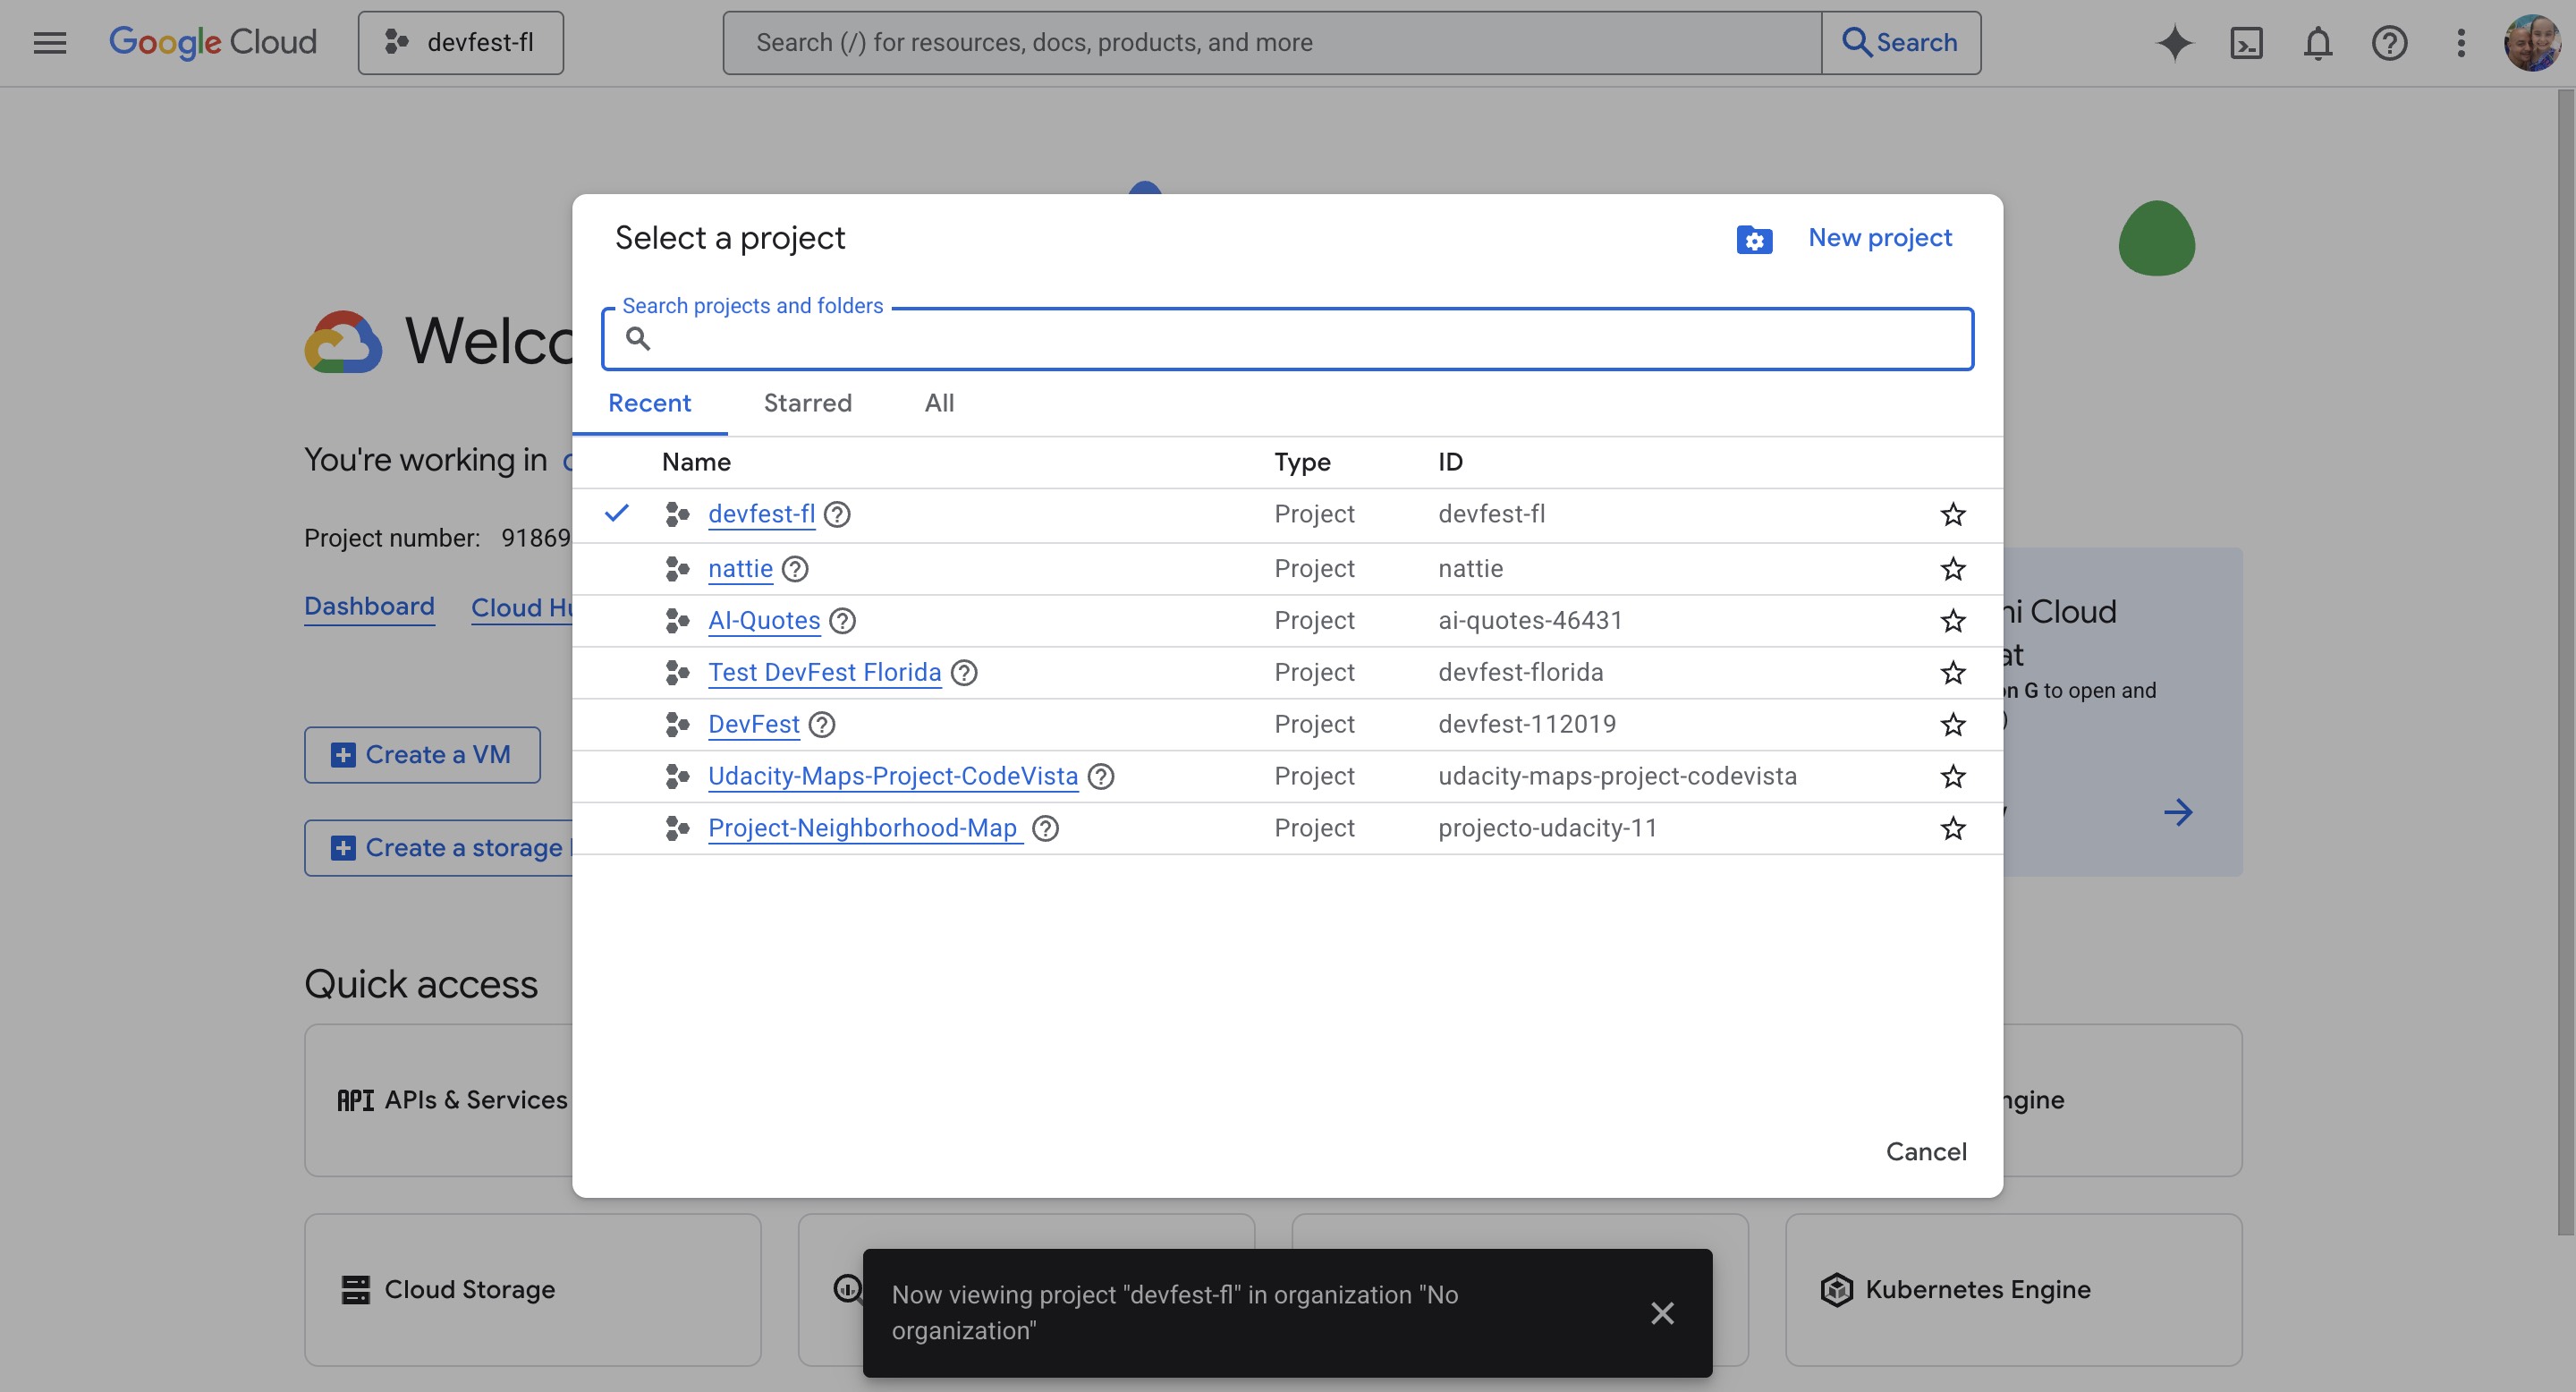 Google Cloud
devfest-fl
Search (/) for resources, docs, products, and more
Search
Welco
You're working in
Project number: 91869
Dashboard
Cloud Hu
Create a VM
Create a storage
Select a project
New project
Search projects and folders
Recent
Starred
All
Name Type ID
devfest-fl Project devfest-fl
nattie Project nattie
AI-Quotes Project ai-quotes-46431
Test DevFest Florida Project devfest-florida
DevFest Project devfest-112019
Udacity-Maps-Project-CodeVista Project udacity-maps-project-codevista
Project-Neighborhood-Map Project projecto-udacity-11
Cancel
ni Cloud
at
on G to open and
Quick access
API APIs & Services
ngine
Cloud Storage
Kubernetes Engine
Now viewing project "devfest-fl" in organization "No
organization"